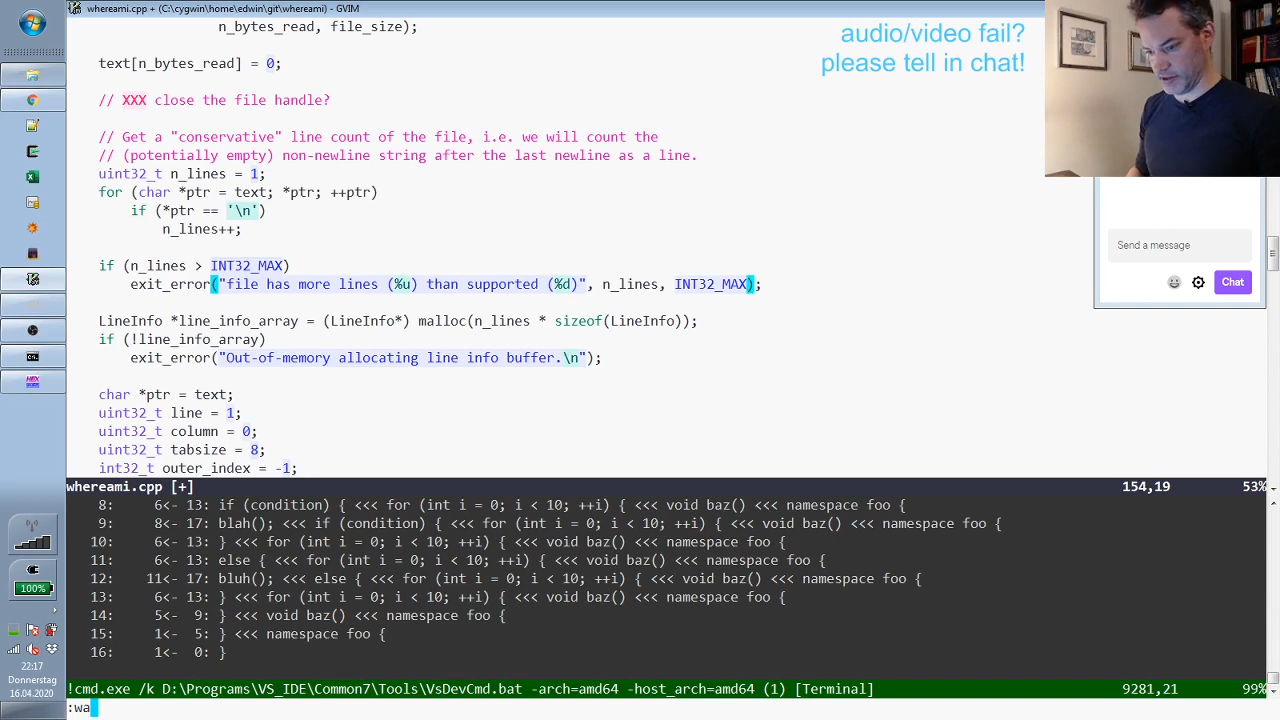 whereami.cpp + (C:\cygwin\home\edwin\git\whereami) - GVIM
n_bytes_read, file_size);
text[n_bytes_read] = 0;
// XXX close the file handle?
// Get a "conservative" line count of the file, i.e. we will count the
// (potentially empty) non-newline string after the last newline as a line.
uint32_t n_lines = 1;
for (char *ptr = text; *ptr; ++ptr)
if (*ptr == '\n')
n_lines++;
if (n_lines > INT32_MAX)
exit_error("file has more lines (%u) than supported (%d)", n_lines, INT32_MAX);
LineInfo *line_info_array = (LineInfo*) malloc(n_lines * sizeof(LineInfo));
if (!line_info_array)
exit_error("Out-of-memory allocating line info buffer.\n");
char *ptr = text;
uint32_t line = 1;
uint32_t column = 0;
uint32_t tabsize = 8;
int32_t outer_index = -1;
whereami.cpp [+] 154,19 53%
8: 6<- 13: if (condition) { <<< for (int i = 0; i < 10; ++i) { <<< void baz() <<< namespace foo {
9: 8<- 17: blah(); <<< if (condition) { <<< for (int i = 0; i < 10; ++i) { <<< void baz() <<< namespace foo {
10: 6<- 13: } <<< for (int i = 0; i < 10; ++i) { <<< void baz() <<< namespace foo {
11: 6<- 13: else { <<< for (int i = 0; i < 10; ++i) { <<< void baz() <<< namespace foo {
12: 11<- 17: bluh(); <<< else { <<< for (int i = 0; i < 10; ++i) { <<< void baz() <<< namespace foo {
13: 6<- 13: } <<< for (int i = 0; i < 10; ++i) { <<< void baz() <<< namespace foo {
14: 5<- 9: } <<< void baz() <<< namespace foo {
15: 1<- 5: } <<< namespace foo {
16: 1<- 0: }
!cmd.exe /k D:\Programs\VS_IDE\Common7\Tools\VsDevCmd.bat -arch=amd64 -host_arch=amd64 (1) [Terminal] 9281,21 99%
:wa
audio/video fail?
please tell in chat!
Send a message
Chat
100%
22:17
Donnerstag
16.04.2020